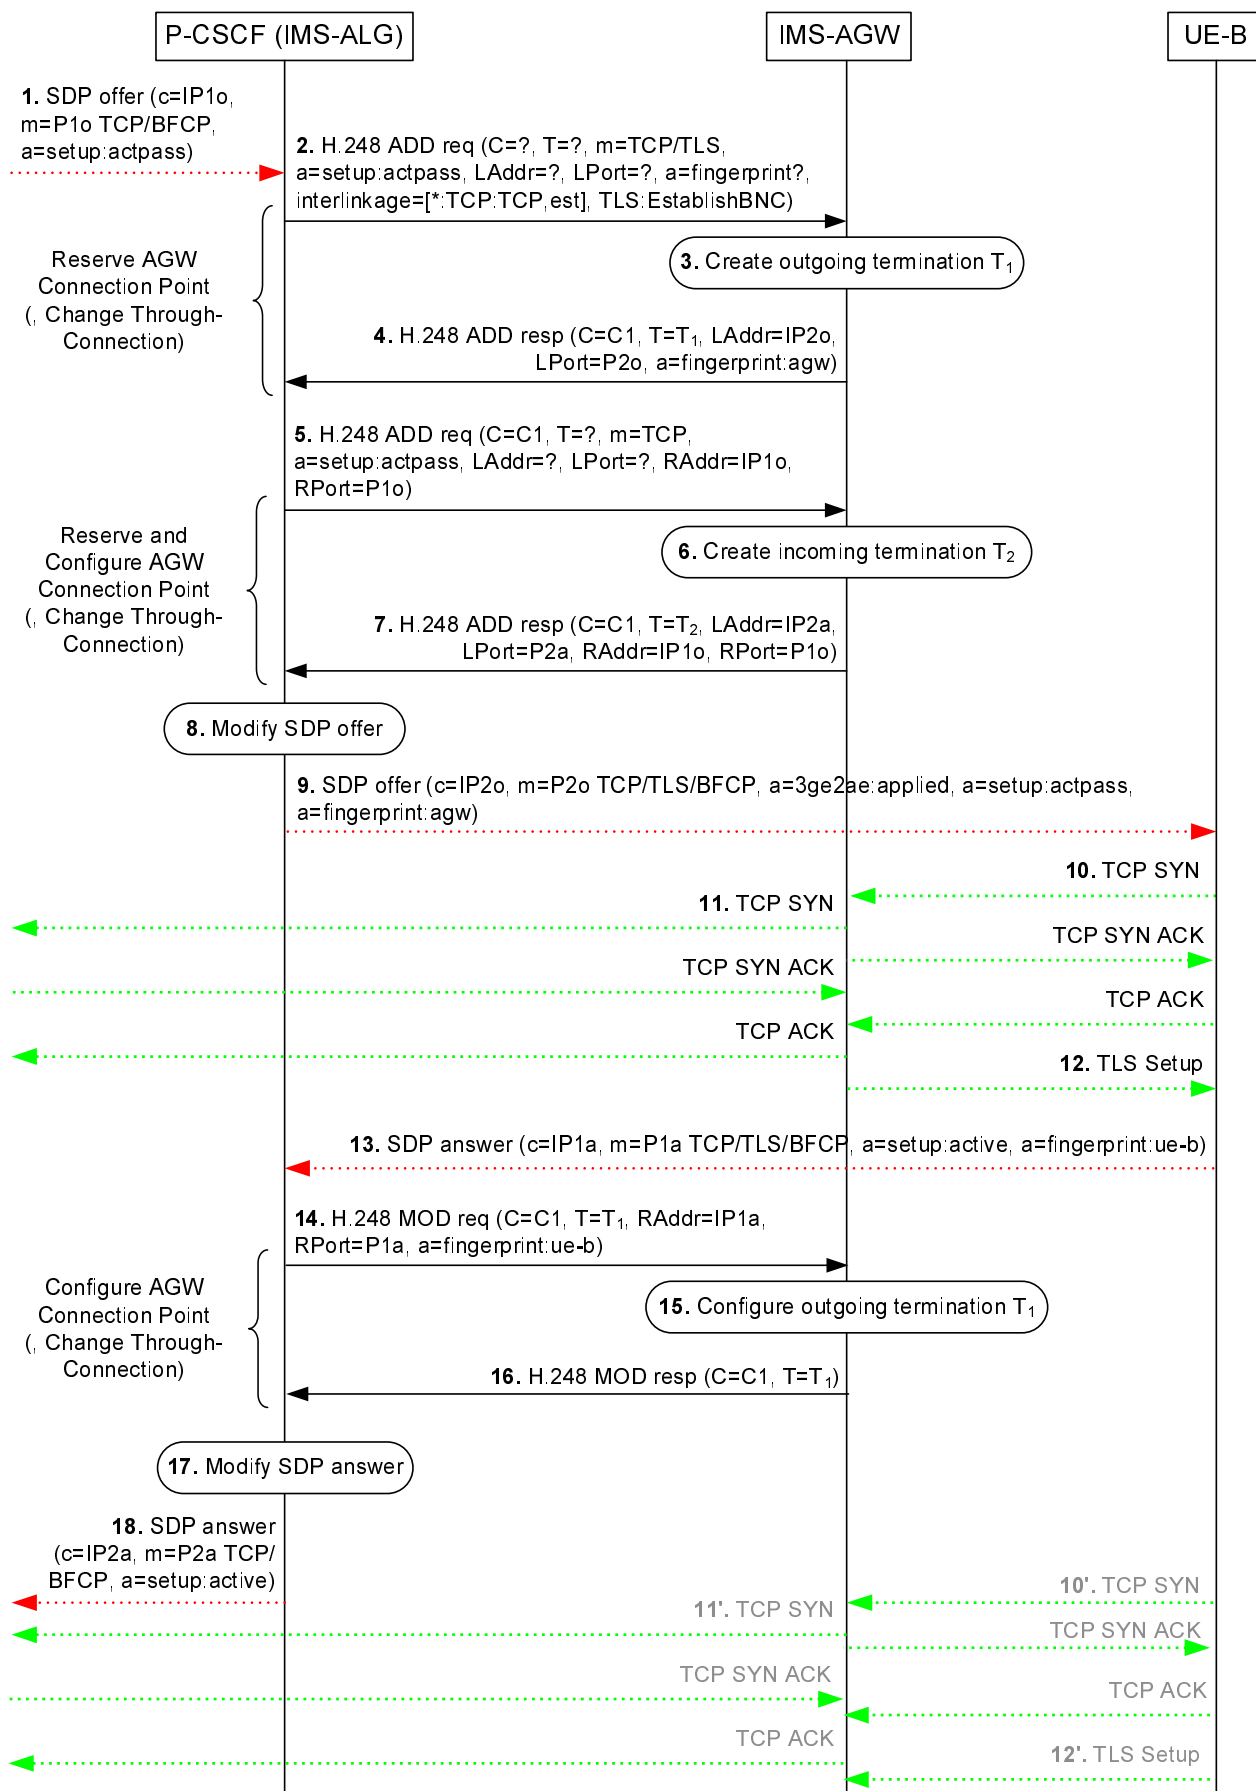 P-CSCF (IMS-ALG)
IMS-AGW
UE-B
1. SDP offer (c=IP1o,
m=P1o TCP/BFCP,
a=setup:actpass)
2. H.248 ADD req (C=?, T=?, m=TCP/TLS,
a=setup:actpass, LAddr=?, LPort=?, a=fingerprint?,
interlinkage=[*:TCP:TCP,est], TLS:EstablishBNC)
Reserve AGW
Connection Point
(, Change Through-
Connection)
3. Create outgoing termination T1
4. H.248 ADD resp (C=C1, T=T1, LAddr=IP2o,
LPort=P2o, a=fingerprint:agw)
5. H.248 ADD req (C=C1, T=?, m=TCP,
a=setup:actpass, LAddr=?, LPort=?, RAddr=IP1o,
RPort=P1o)
Reserve and
Configure AGW
Connection Point
(, Change Through-
Connection)
6. Create incoming termination T2
7. H.248 ADD resp (C=C1, T=T2, LAddr=IP2a,
LPort=P2a, RAddr=IP1o, RPort=P1o)
8. Modify SDP offer
9. SDP offer (c=IP2o, m=P2o TCP/TLS/BFCP, a=3ge2ae:applied, a=setup:actpass,
a=fingerprint:agw)
10. TCP SYN
11. TCP SYN
TCP SYN ACK
TCP SYN ACK
TCP ACK
TCP ACK
12. TLS Setup
13. SDP answer (c=IP1a, m=P1a TCP/TLS/BFCP, a=setup:active, a=fingerprint:ue-b)
14. H.248 MOD req (C=C1, T=T1, RAddr=IP1a,
RPort=P1a, a=fingerprint:ue-b)
Configure AGW
Connection Point
(, Change Through-
Connection)
15. Configure outgoing termination T1
16. H.248 MOD resp (C=C1, T=T1)
17. Modify SDP answer
18. SDP answer
(c=IP2a, m=P2a TCP/
BFCP, a=setup:active)
10'. TCP SYN
11'. TCP SYN
TCP SYN ACK
TCP SYN ACK
TCP ACK
TCP ACK
12'. TLS Setup